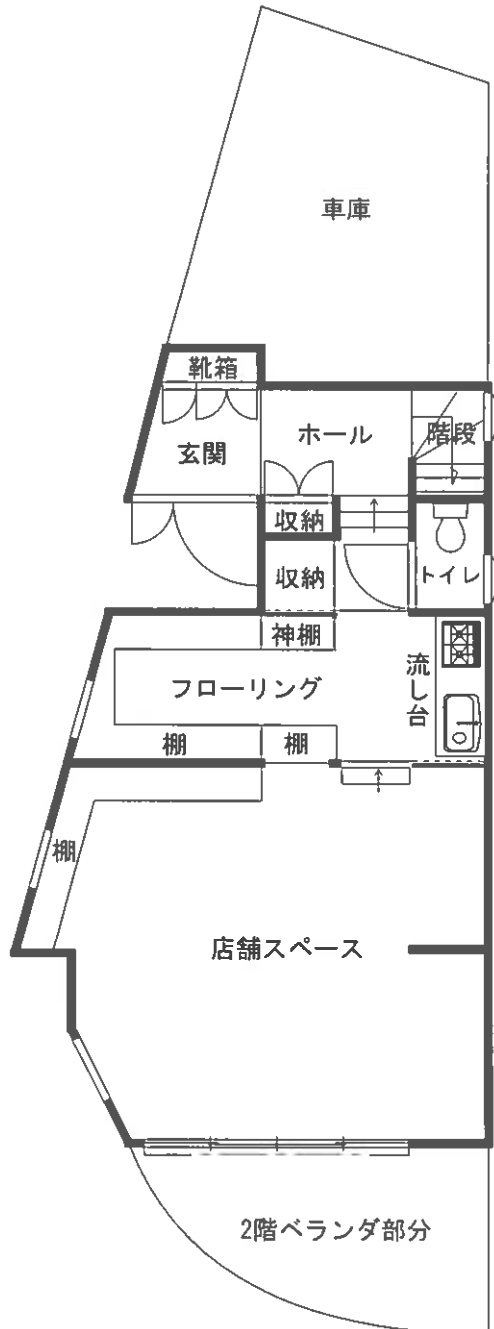 車庫
靴箱
玄関
ホール
階段
収納
収納
トイレ
神棚
フローリング
流し台
棚
棚
棚
店舗スペース
2階ベランダ部分